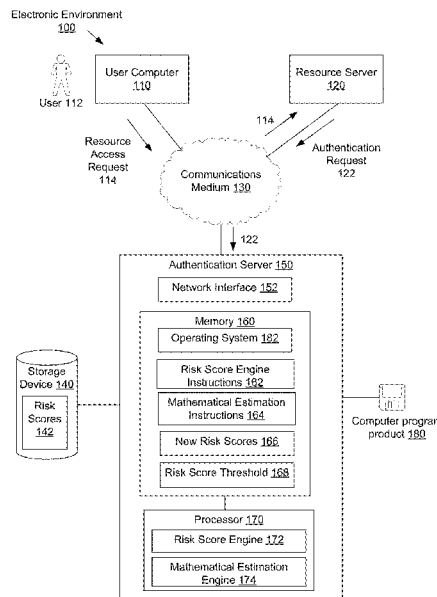 Electronic Environment
100
User 112
User Computer
110
Resource Server
120
Resource
Access
Request
114
114
Authentication
Request
122
Communications
Medium 130
122
Authentication Server 150
Network Interface 152
Memory 160
Operating System 182
Risk Score Engine
Instructions 162
Mathematical Estimation
Instructions 164
New Risk Scores 166
Risk Score Threshold 168
Storage
Device 140
Risk
Scores
142
Computer program
product 180
Processor 170
Risk Score Engine 172
Mathematical Estimation
Engine 174